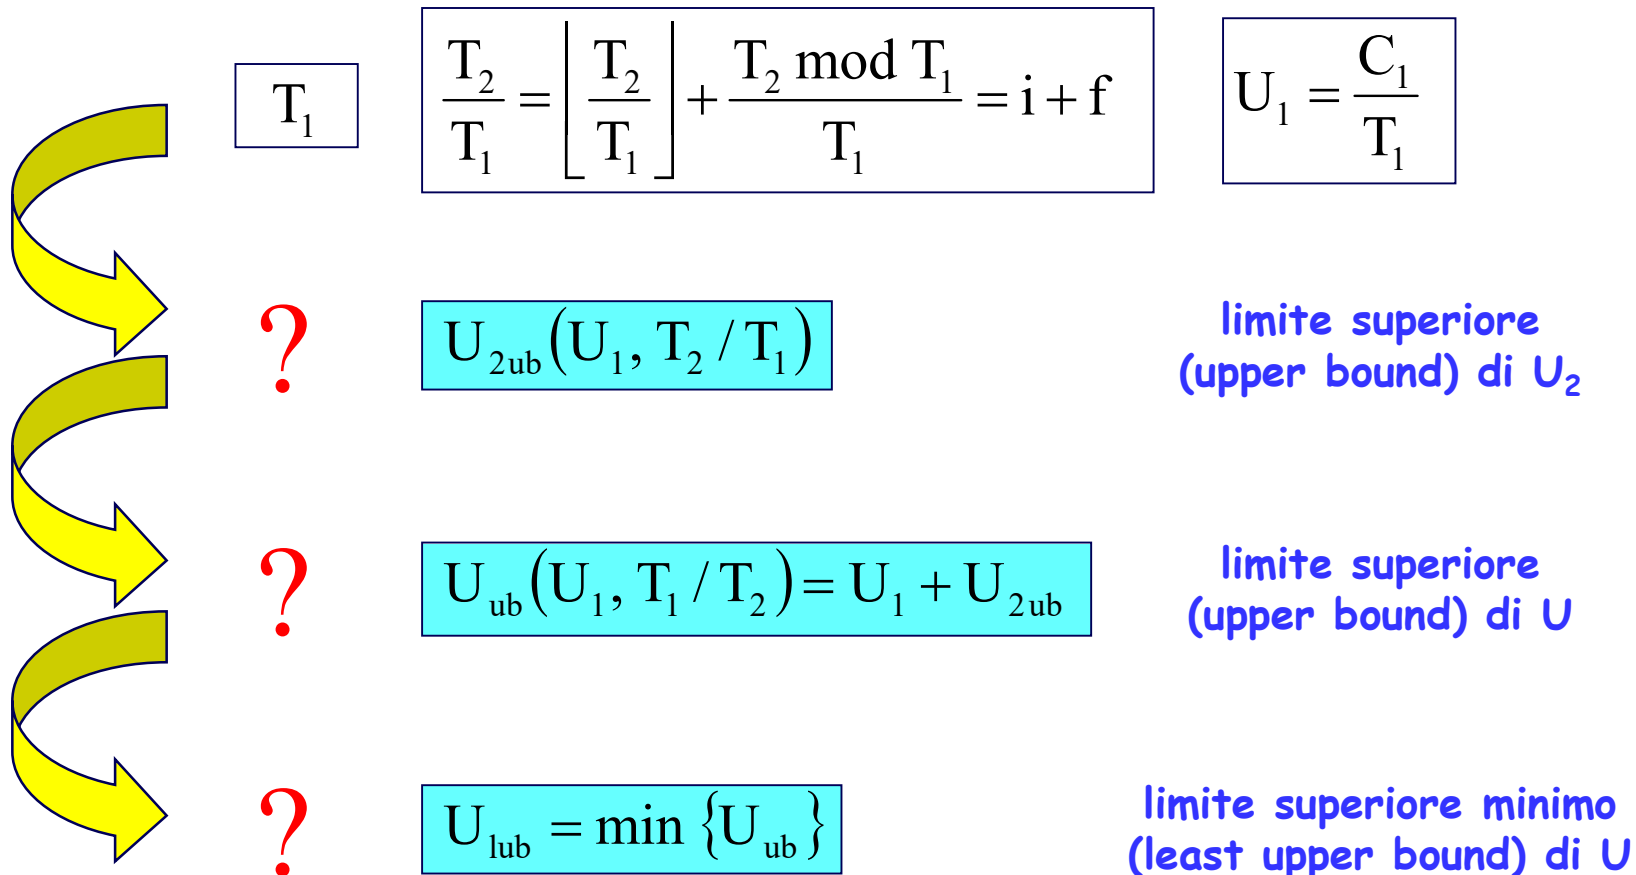 T₁
T₂/T₁ = ⌊T₂/T₁⌋ + (T₂ mod T₁)/T₁ = i + f
U₁ = C₁/T₁
?
U₂ub(U₁, T₂ / T₁)
limite superiore
(upper bound) di U₂
?
Uub(U₁, T₁ / T₂) = U₁ + U₂ub
limite superiore
(upper bound) di U
?
Ulub = min {Uub}
limite superiore minimo
(least upper bound) di U